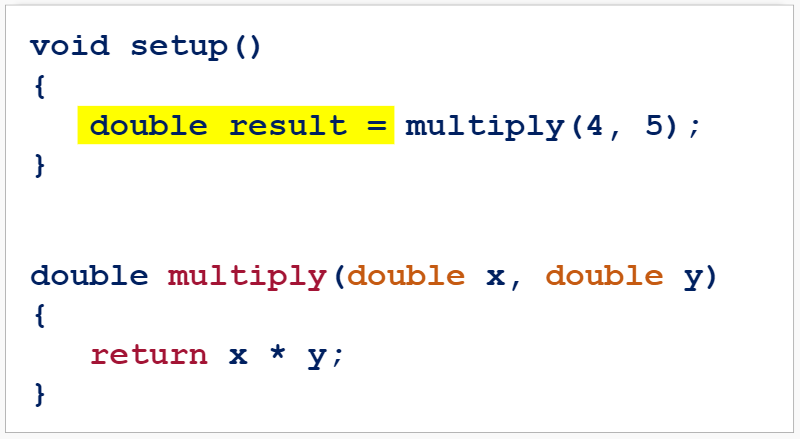 void setup()
{
   double result = multiply(4, 5);
}
double multiply(double x, double y)
{
   return x * y;
}